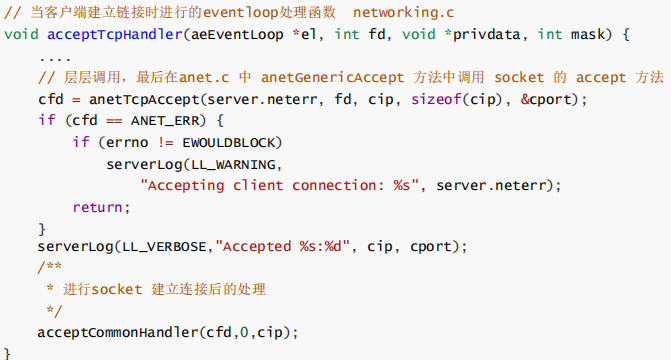 // 当客户端建立链接时进行的eventloop处理函数  networking.c
void acceptTcpHandler(aeEventLoop *el, int fd, void *privdata, int mask) {
    ....
    // 层层调用，最后在anet.c 中 anetGenericAccept 方法中调用 socket 的 accept 方法
    cfd = anetTcpAccept(server.neterr, fd, cip, sizeof(cip), &cport);
    if (cfd == ANET_ERR) {
        if (errno != EWOULDBLOCK)
            serverLog(LL_WARNING,
                "Accepting client connection: %s", server.neterr);
        return;
    }
    serverLog(LL_VERBOSE,"Accepted %s:%d", cip, cport);
    /**
     * 进行socket 建立连接后的处理
     */
    acceptCommonHandler(cfd,0,cip);
}